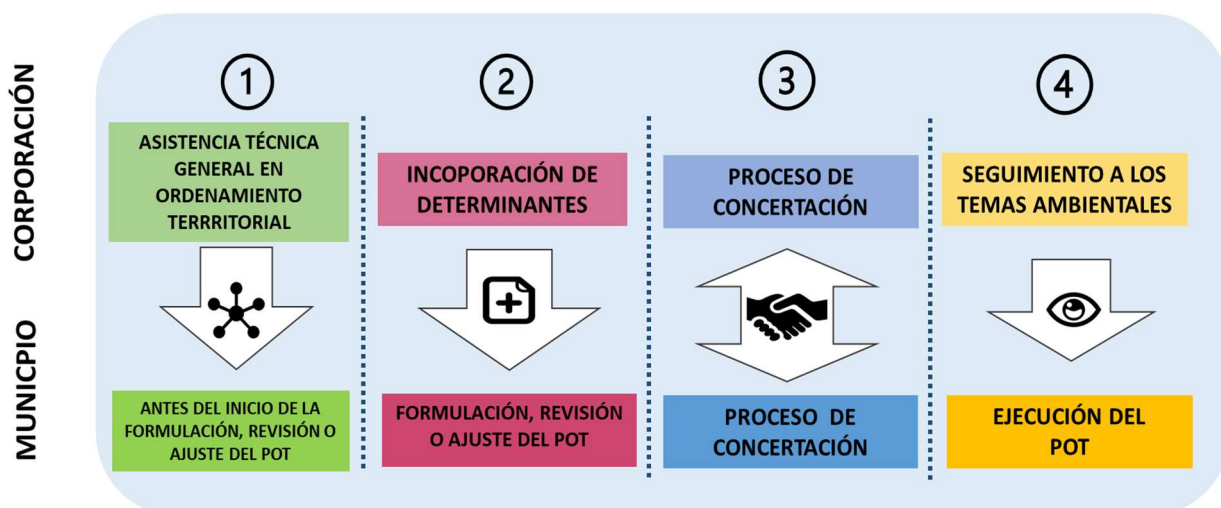 CORPORACIÓN
MUNICPIO
1
ASISTENCIA TÉCNICA
GENERAL EN
ORDENAMIENTO
TERRRITORIAL
ANTES DEL INICIO DE LA
FORMULACIÓN, REVISIÓN O
AJUSTE DEL POT
2
INCOPORACIÓN DE
DETERMINANTES
FORMULACIÓN, REVISIÓN
O AJUSTE DEL POT
3
PROCESO DE
CONCERTACIÓN
PROCESO DE
CONCERTACIÓN
4
SEGUIMIENTO A LOS
TEMAS AMBIENTALES
EJECUCIÓN DEL
POT